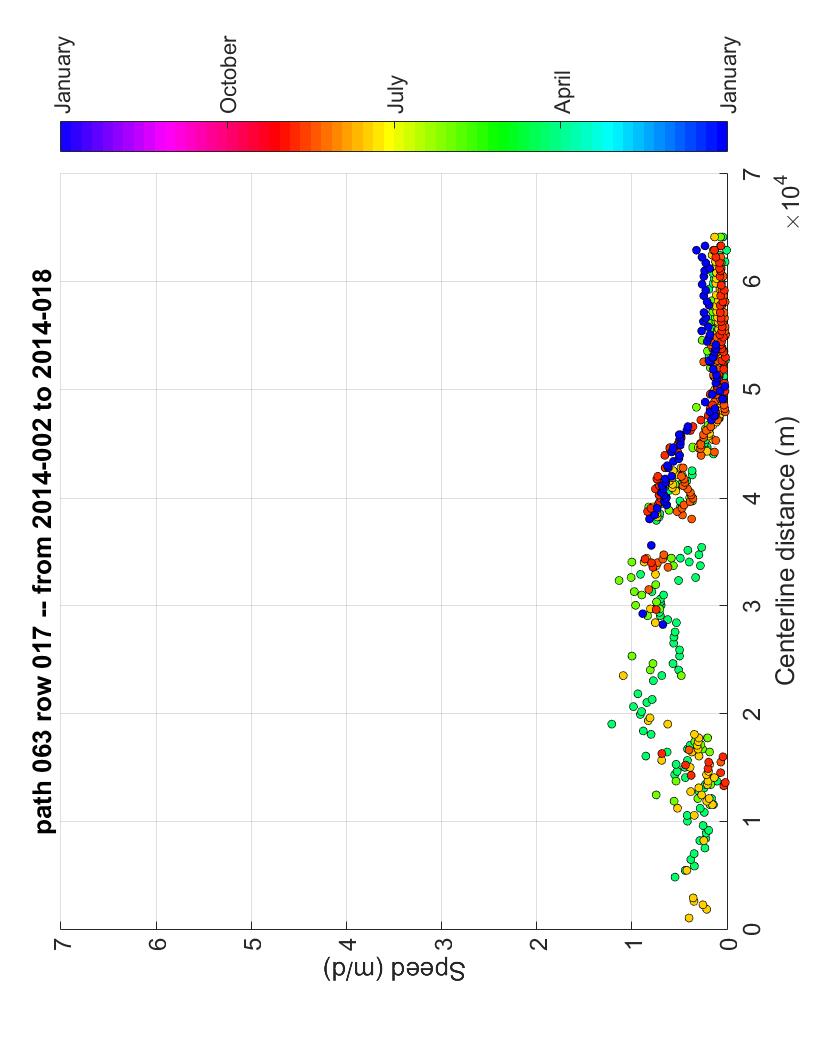 path 063 row 017 -- from 2014-002 to 2014-018
7
6
5
4
3
2
1
0
Speed (m/d)
0
1
2
3
4
5
6
7
×10^4
Centerline distance (m)
January
October
July
April
January